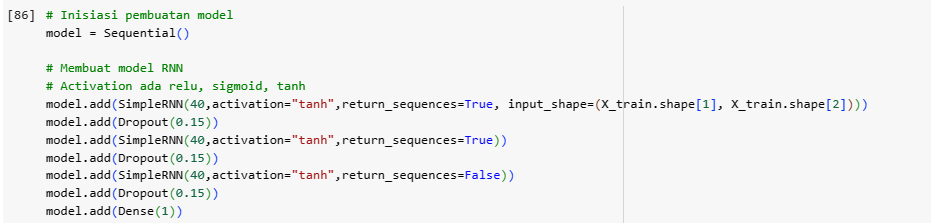 [86] # Inisiasi pembuatan model
model = Sequential()
# Membuat model RNN
# Activation ada relu, sigmoid, tanh
model.add(SimpleRNN(40,activation="tanh",return_sequences=True, input_shape=(X_train.shape[1], X_train.shape[2])))
model.add(Dropout(0.15))
model.add(SimpleRNN(40,activation="tanh",return_sequences=True))
model.add(Dropout(0.15))
model.add(SimpleRNN(40,activation="tanh",return_sequences=False))
model.add(Dropout(0.15))
model.add(Dense(1))